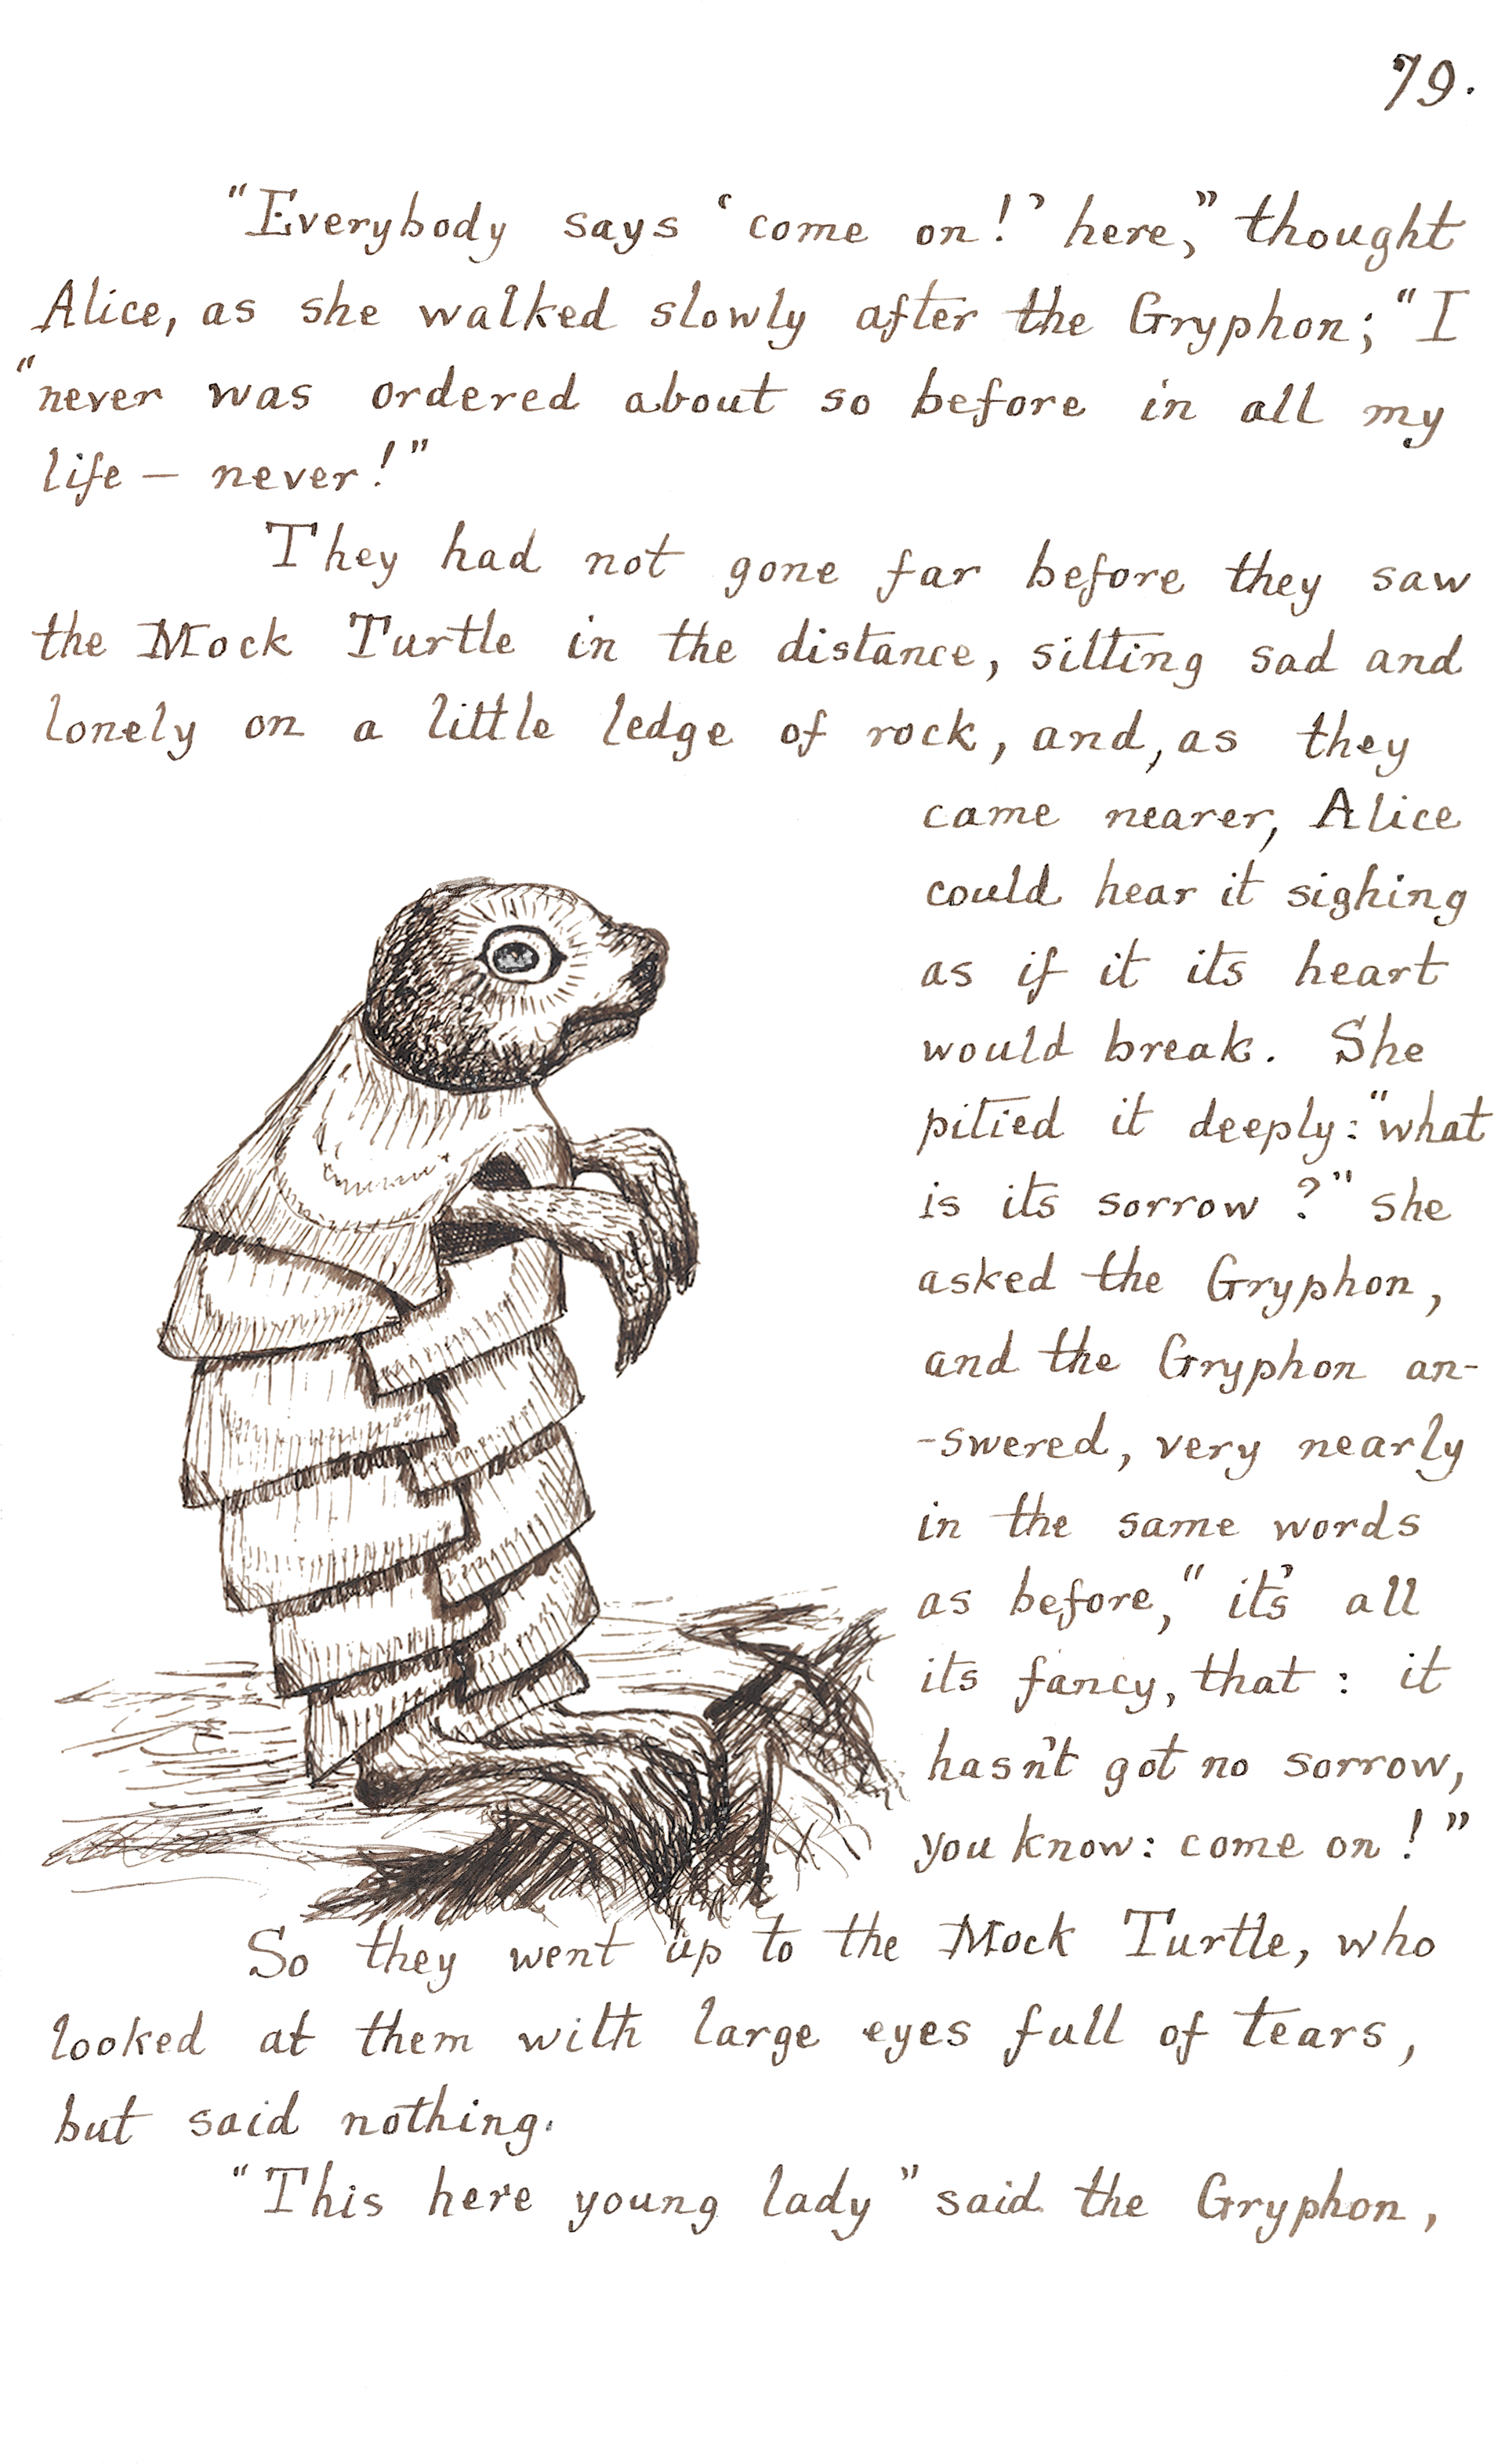 79.
"Everybody says 'come on!' here," thought
Alice, as she walked slowly after the Gryphon; "I
"never was ordered about so before in all my
life — never!"
They had not gone far before they saw
the Mock Turtle in the distance, sitting sad and
lonely on a little ledge of rock, and, as they
came nearer, Alice
could hear it sighing
as if it its heart
would break. She
pitied it deeply: "what
is its sorrow?" she
asked the Gryphon,
and the Gryphon an-
-swered, very nearly
in the same words
as before, "it's all
its fancy, that: it
hasn't got no sorrow,
you know: come on!"
So they went up to the Mock Turtle, who
looked at them with large eyes full of tears,
but said nothing.
"This here young lady" said the Gryphon,